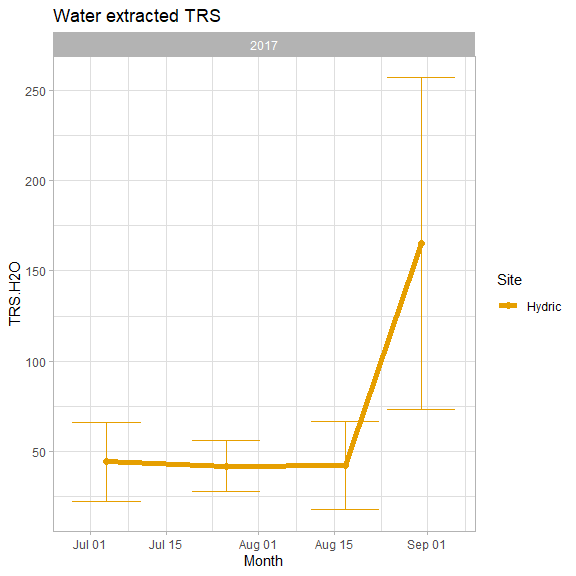 Water extracted TRS
2017
TRS.H2O
250
200
150
100
50
Jul 01
Jul 15
Aug 01
Aug 15
Sep 01
Month
Site
Hydric